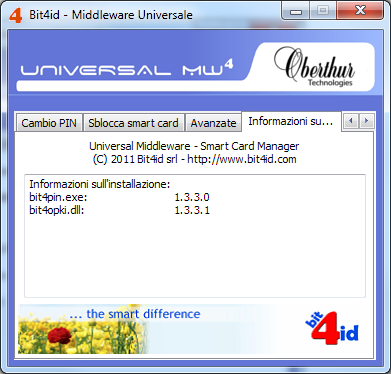 4 Bit4id - Middleware Universale
UNIVERSAL MW4
Oberthur
Technologies
Cambio PIN Sblocca smart card Avanzate Informazioni su...
Universal Middleware - Smart Card Manager
(C) 2011 Bit4id srl - http://www.bit4id.com
Informazioni sull'installazione:
bit4pin.exe: 1.3.3.0
bit4opki.dll: 1.3.3.1
... the smart difference
bit4id